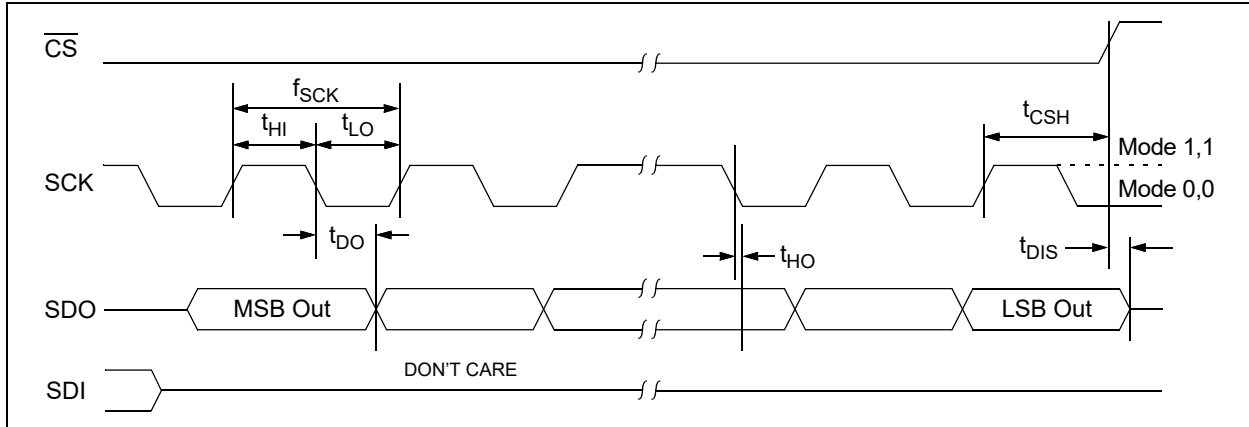 CS
fSCK
tHI
tLO
tCSH
Mode 1,1
SCK
Mode 0,0
tDO
tHO
tDIS
SDO
MSB Out
LSB Out
DON'T CARE
SDI